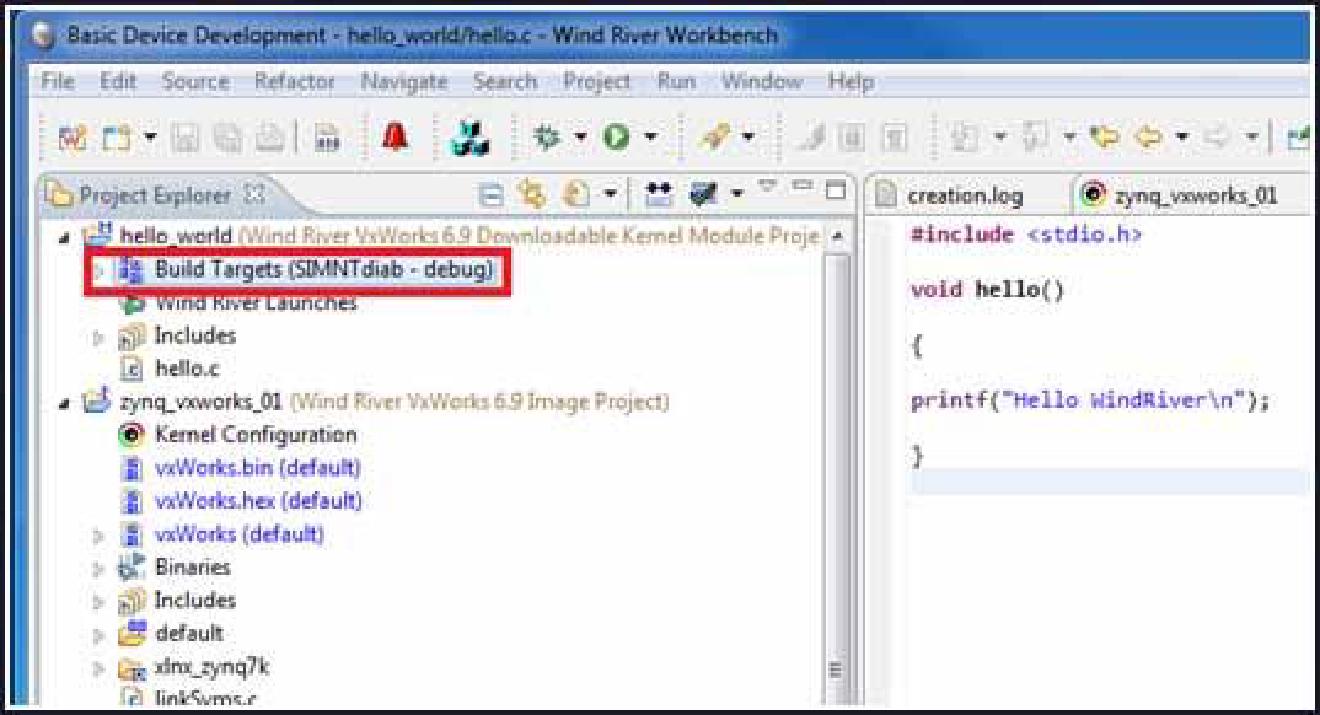 Basic Device Development - hello_world/hello.c - Wind River Workbench
File Edit Source Refactor Navigate Search Project Run Window Help
Project Explorer
hello_world (Wind River VxWorks 6.9 Downloadable Kernel Module Proje
Build Targets (SIMNTdiab - debug)
Wind River Launches
Includes
hello.c
zynq_vxworks_01 (Wind River VxWorks 6.9 Image Project)
Kernel Configuration
vxWorks.bin (default)
vxWorks.hex (default)
vxWorks (default)
Binaries
Includes
default
xlnx_zynq7k
linkSyms.c
creation.log zynq_vxworks_01
#include <stdio.h>
void hello()
{
printf("Hello WindRiver\n");
}